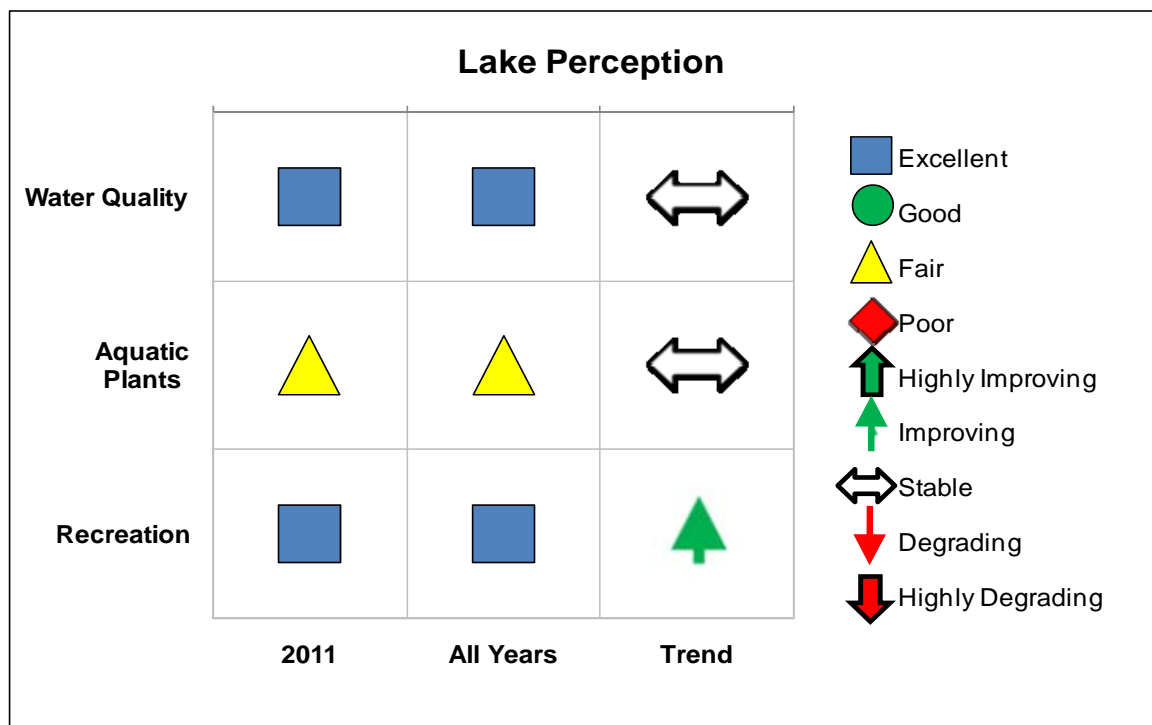 Lake Perception
Water Quality
Aquatic
Plants
Recreation
2011
All Years
Trend
Excellent
Good
Fair
Poor
Highly Improving
Improving
Stable
Degrading
Highly Degrading